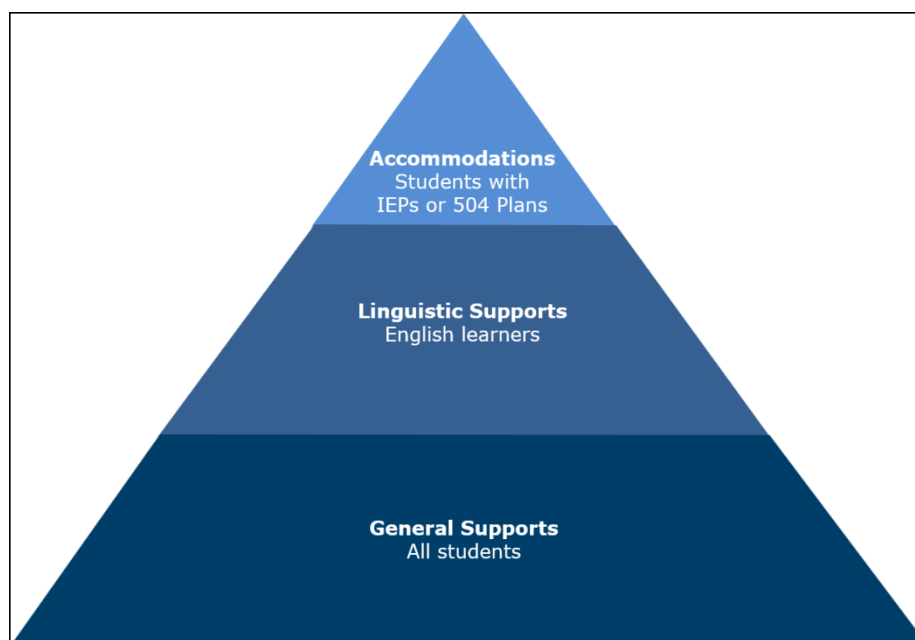 Accommodations
Students with
IEPs or 504 Plans
Linguistic Supports
English learners
General Supports
All students